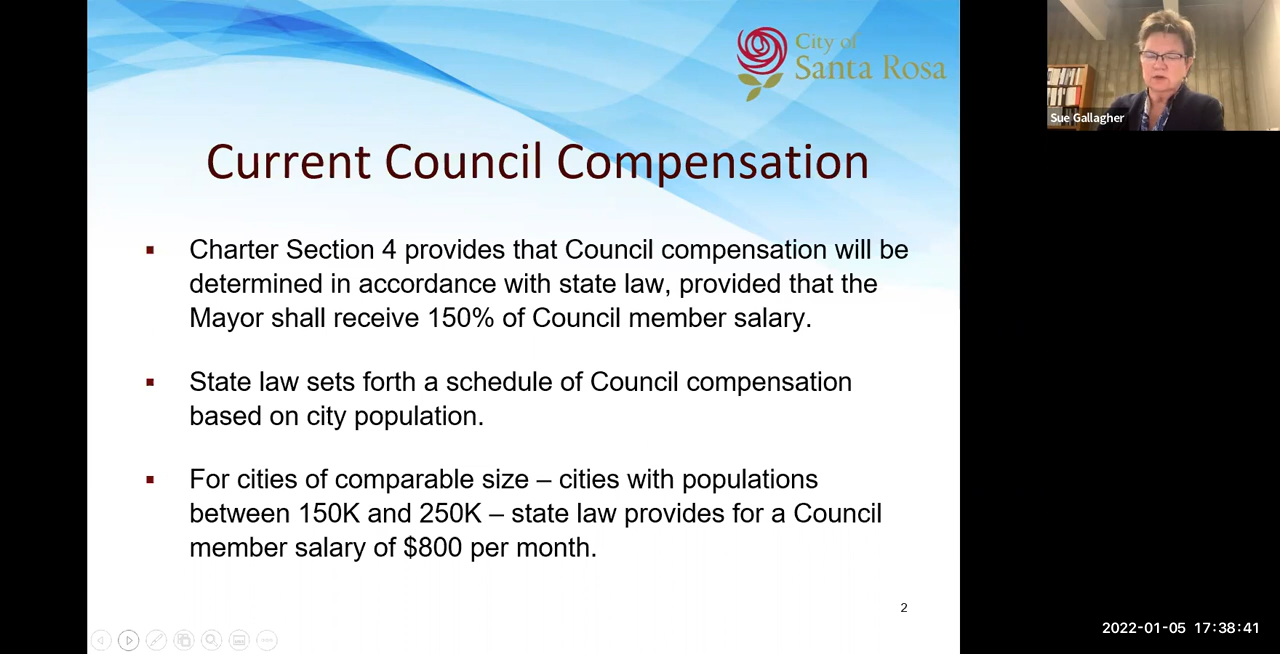 City of
Santa Rosa
Sue Gallagher
Current Council Compensation
Charter Section 4 provides that Council compensation will be
determined in accordance with state law, provided that the
Mayor shall receive 150% of Council member salary.
State law sets forth a schedule of Council compensation
based on city population.
For cities of comparable size – cities with populations
between 150K and 250K – state law provides for a Council
member salary of $800 per month.
2
2022-01-05 17:38:41